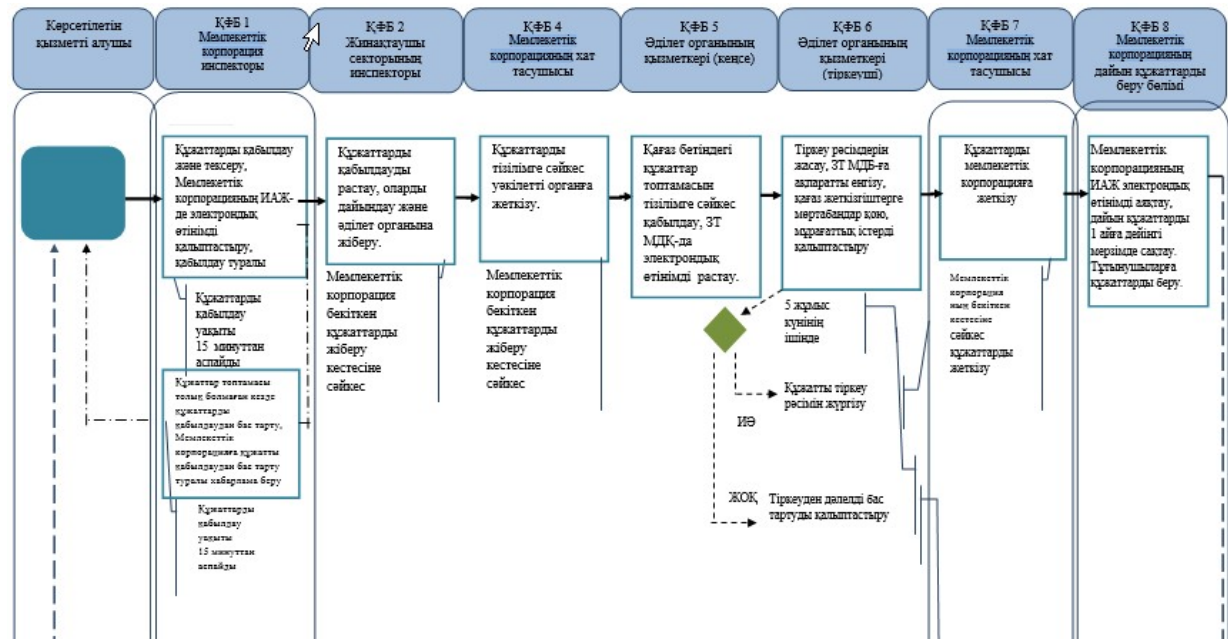 Көрсетілетін
қызметті алушы
ҚФБ 1
Мемлекеттік
корпорация
инспекторы
ҚФБ 2
Жинақтаушы
секторының
инспекторы
ҚФБ 4
Мемлекеттік
корпорацияның хат
тасушысы
ҚФБ 5
Әділет органының
қызметкері (кеңсе)
ҚФБ 6
Әділет органының
қызметкері
(тіркеуші)
ҚФБ 7
Мемлекеттік
корпорацияның хат
тасушысы
ҚФБ 8
Мемлекеттік
корпорацияның
дайын құжаттарды
беру бөлімі
Құжаттарды қабылдау
және тексеру,
Мемлекеттік
корпорацияның ИАЖ-
де электрондық
өтінімді
қалыптастыру,
қабылдау туралы
Құжаттарды
қабылдау
уақыты
15 минуттан
аспайды
Құжаттар топтамасы
толық болмаған кезде
құжаттарды
қабылдаудан бас тарту,
Мемлекеттік
корпорацияға құжатты
қабылдаудан бас тарту
туралы хабарлама беру
Құжаттарды
қабылдау
уақыты
15 минуттан
аспайды
Құжаттарды
қабылдауды
растау, оларды
дайындау және
әділет органына
жіберу.
Мемлекеттік
корпорация
бекіткен
құжаттарды
жіберу
кестесіне
сәйкес
Құжаттарды
тізілімге сәйкес
уәкілетті органға
жеткізу.
Мемлекеттік
корпорация
бекіткен
құжаттарды
жіберу
кестесіне
сәйкес
Қағаз бетіндегі
құжаттар
топтамасын
тізілімге сәйкес
қабылдау, ЗТ
МДҚ-да
электрондық
өтінімді растау.
Тіркеу рәсімдерін
жасау, ЗТ МДБ-ға
ақпаратты енгізу,
қағаз жеткізгіштерге
мөртабандар қою,
мұрағаттық істерді
қалыптастыру
5 жұмыс
күнінің
ішінде
Құжатты тіркеу
рәсімін жүргізу
ИӘ
ЖОҚ
Тіркеуден дәлелді бас
тартуды қалыптастыру
Құжаттарды
мемлекеттік
корпорацияға
жеткізу
Мемлекеттік
корпорация
ның бекіткен
кестесіне
сәйкес
құжаттарды
жеткізу
Мемлекеттік
корпорацияның
ИАЖ электрондық
өтінімді аяқтау,
дайын құжаттарды
1 айға дейінгі
мерзімде сақтау.
Тұтынушыларға
құжаттарды беру.